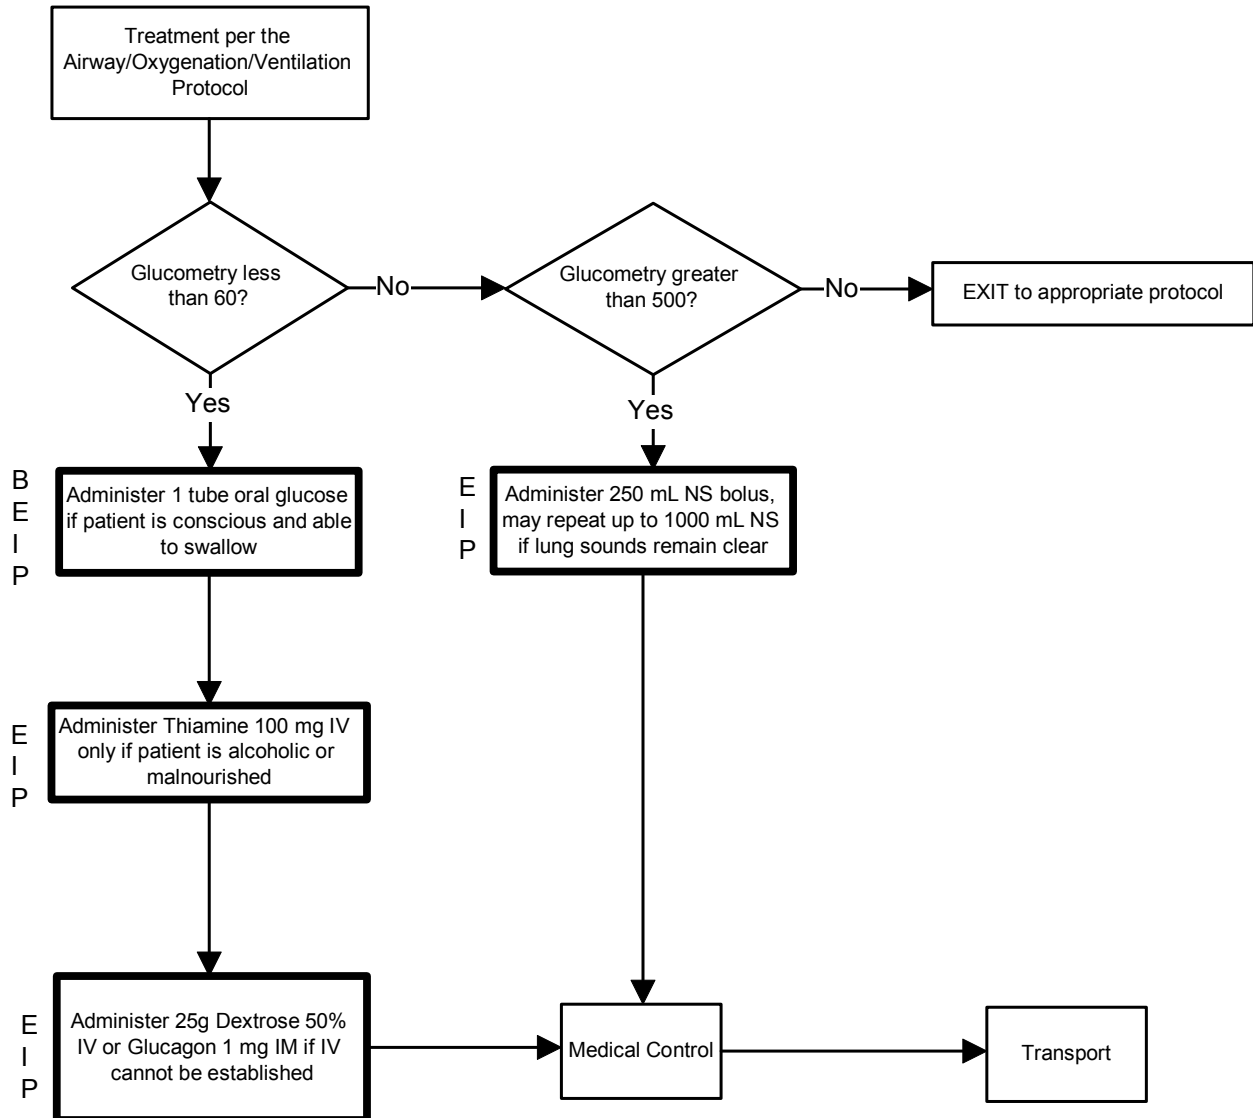 Treatment per the
Airway/Oxygenation/Ventilation
Protocol
Glucometry less
than 60?
No
Glucometry greater
than 500?
No
EXIT to appropriate protocol
Yes
Yes
B
E
I
P
Administer 1 tube oral glucose
if patient is conscious and able
to swallow
E
I
P
Administer 250 mL NS bolus,
may repeat up to 1000 mL NS
if lung sounds remain clear
E
I
P
Administer Thiamine 100 mg IV
only if patient is alcoholic or
malnourished
E
I
P
Administer 25g Dextrose 50%
IV or Glucagon 1 mg IM if IV
cannot be established
Medical Control
Transport